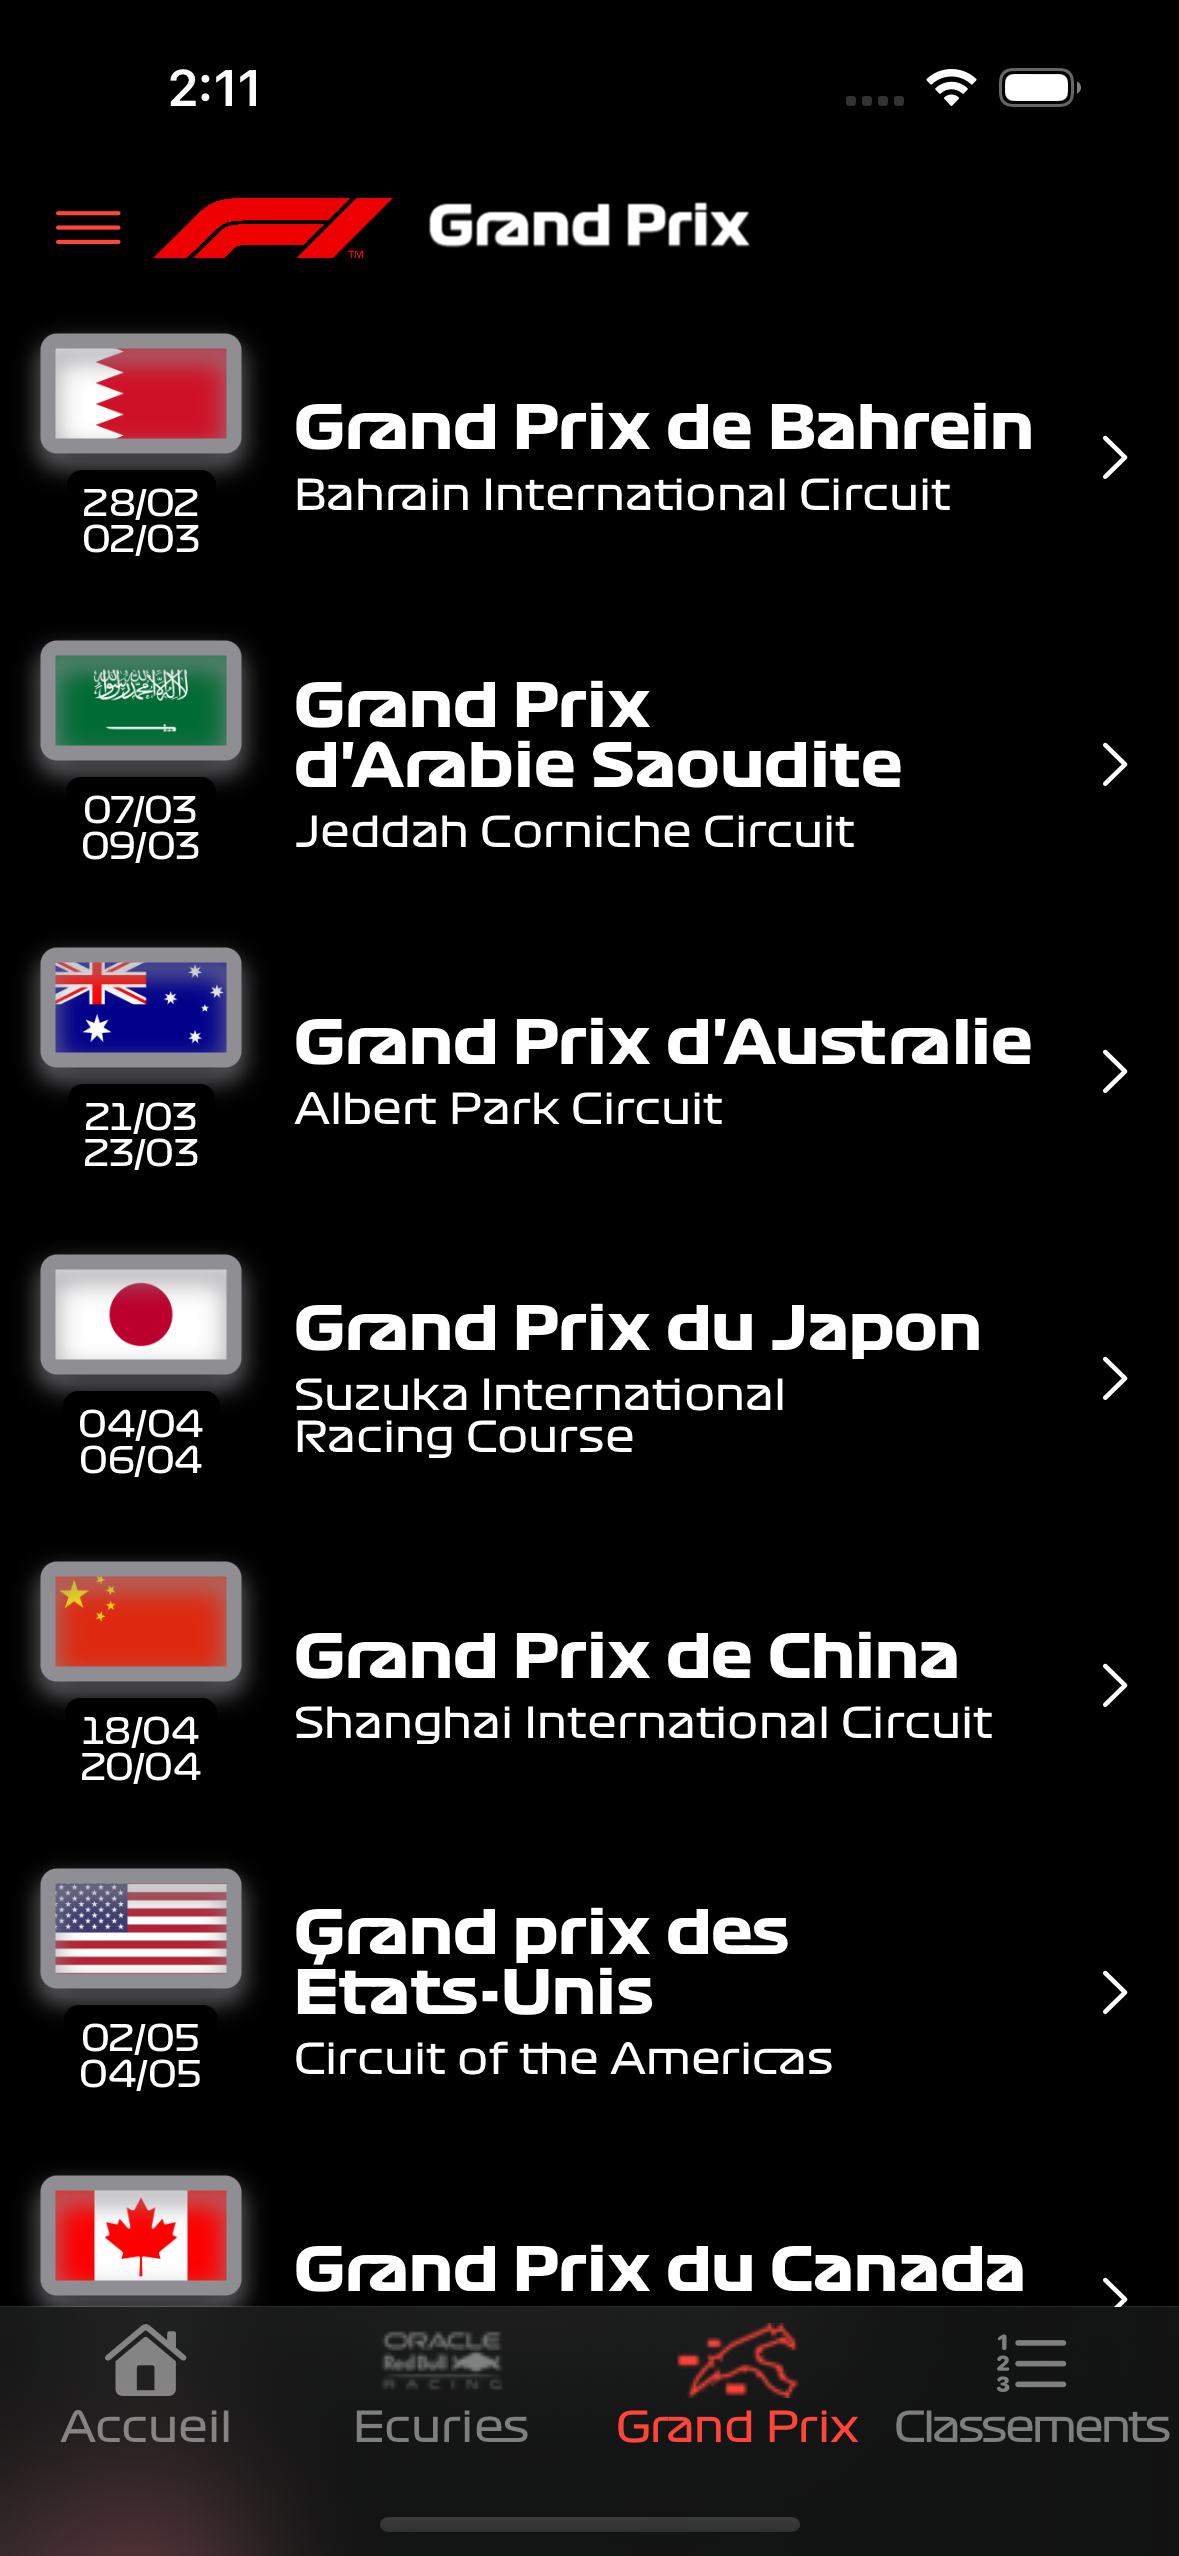 2:11
F1
TM
Grand Prix
Grand Prix de Bahrein
Bahrain International Circuit
28/02
02/03
Grand Prix
d'Arabie Saoudite
Jeddah Corniche Circuit
07/03
09/03
Grand Prix d'Australie
Albert Park Circuit
21/03
23/03
Grand Prix du Japon
Suzuka International
Racing Course
04/04
06/04
Grand Prix de China
Shanghai International Circuit
18/04
20/04
Grand prix des
États-Unis
Circuit of the Americas
02/05
04/05
Grand Prix du Canada
ORACLE
Red Bull
RACING
1
2
3
Accueil
Ecuries
Grand Prix
Classements